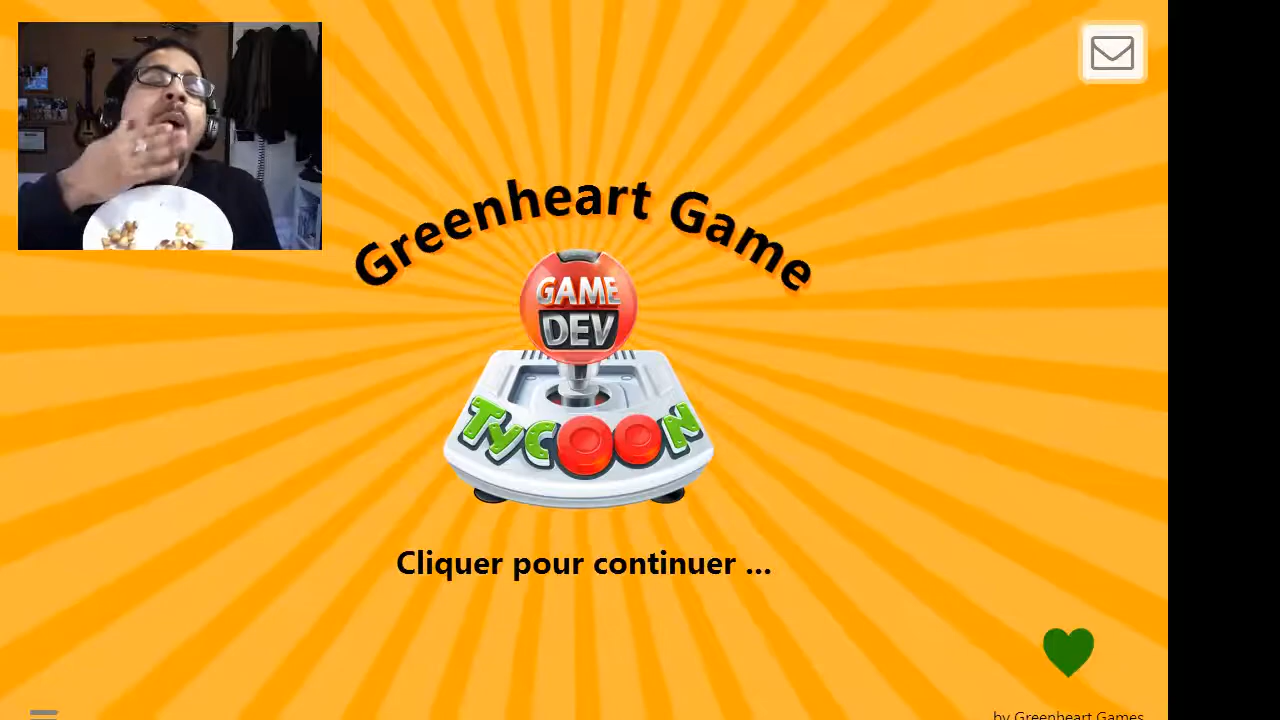 Greenheart Game
GAME
DEV
TYCOON
Cliquer pour continuer ...
by Greenheart Games